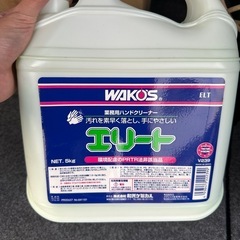 WAKO'S
ELT
業務用ハンドクリーナー
汚れを素早く落とし、手にやさしい
エリート
環境配慮のPRTR法非該当品
NET. 5kg
V239